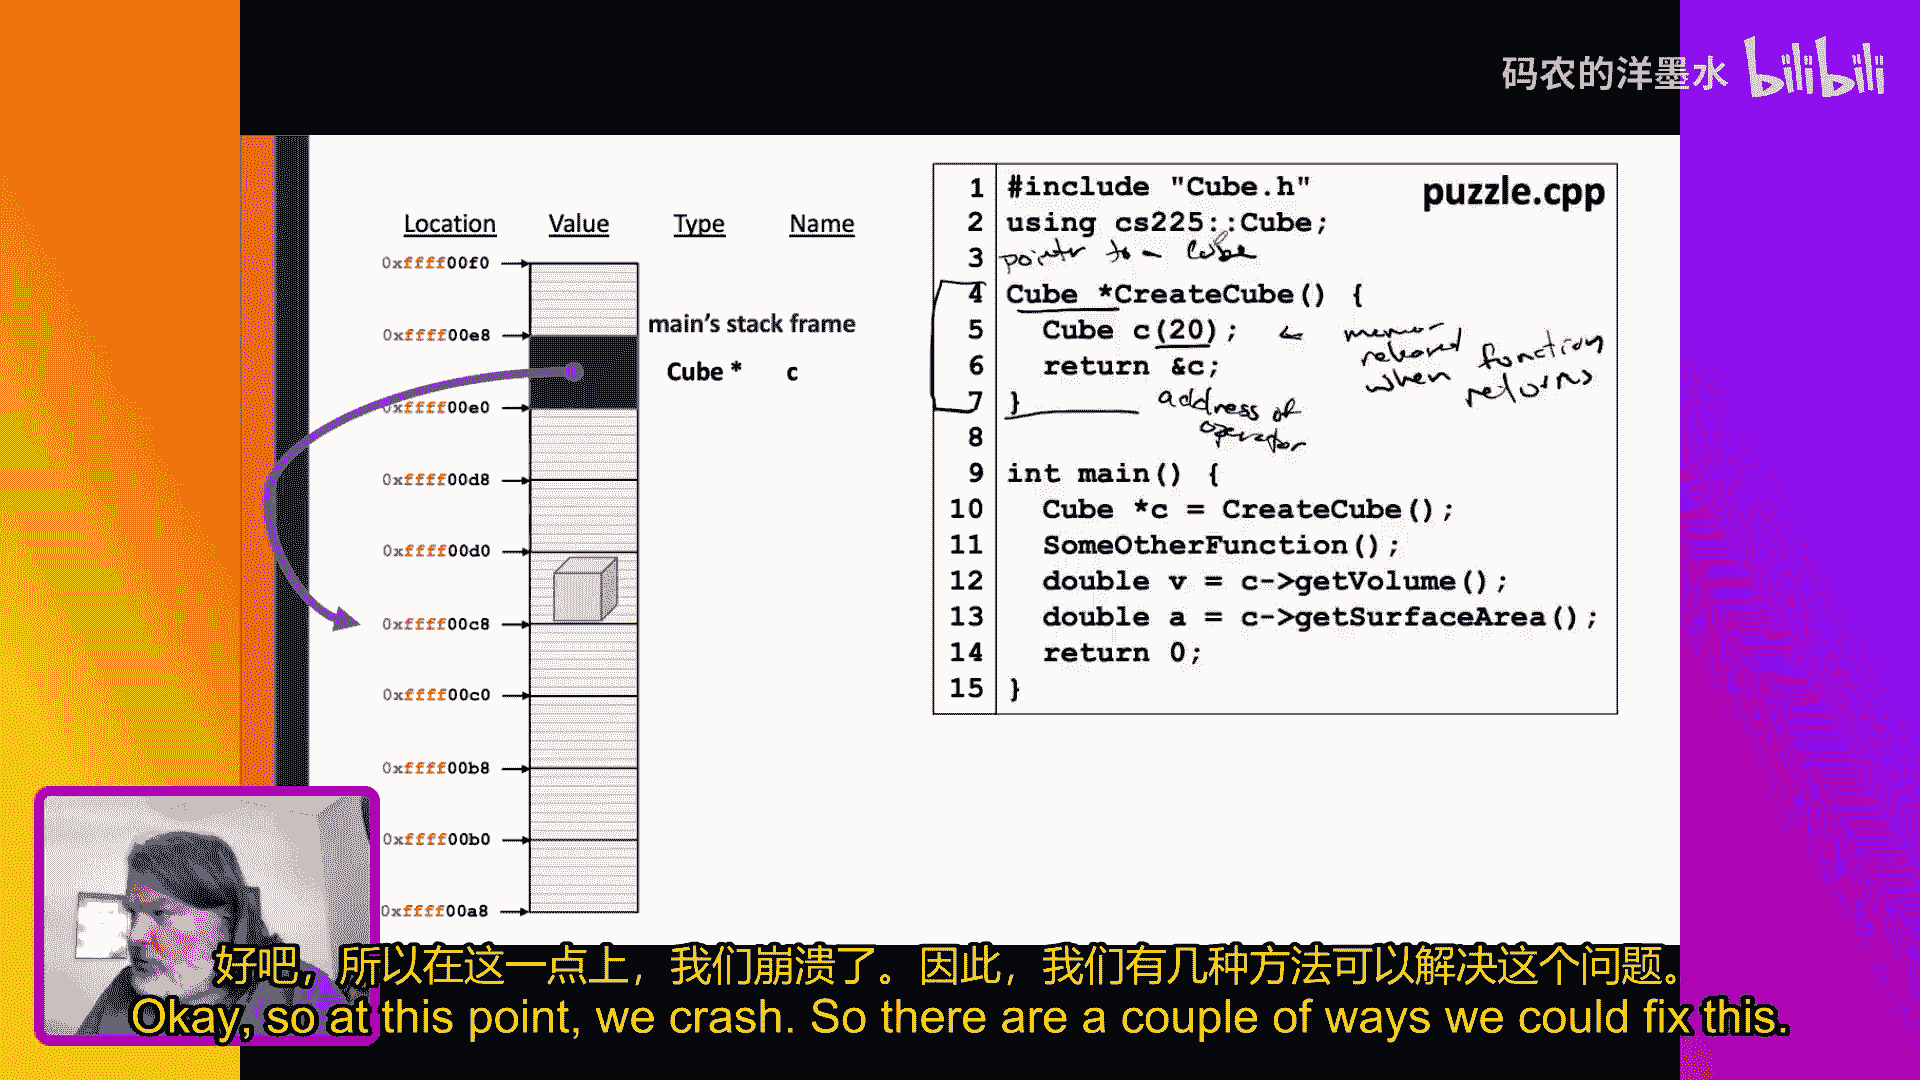 码农的洋墨水 bilibili
Location Value Type Name
0xffff00f0
0xffff00e8
0xffff00e0
0xffff00d8
0xffff00d0
0xffff00c8
0xffff00c0
0xffff00b8
0xffff00b0
0xffff00a8
main's stack frame
Cube * c
puzzle.cpp
1 #include "Cube.h"
2 using cs225::Cube;
3
pointr to a Cube
4 Cube *CreateCube() {
5 Cube c(20);
6 return &c;
7 }
8
9 int main() {
10 Cube *c = CreateCube();
11 SomeOtherFunction();
12 double v = c->getVolume();
13 double a = c->getSurfaceArea();
14 return 0;
15 }
when function
returns
address of
operator
好吧，所以在这一点上，我们崩溃了。因此，我们有几种方法可以解决这个问题。
Okay, so at this point, we crash. So there are a couple of ways we could fix this.